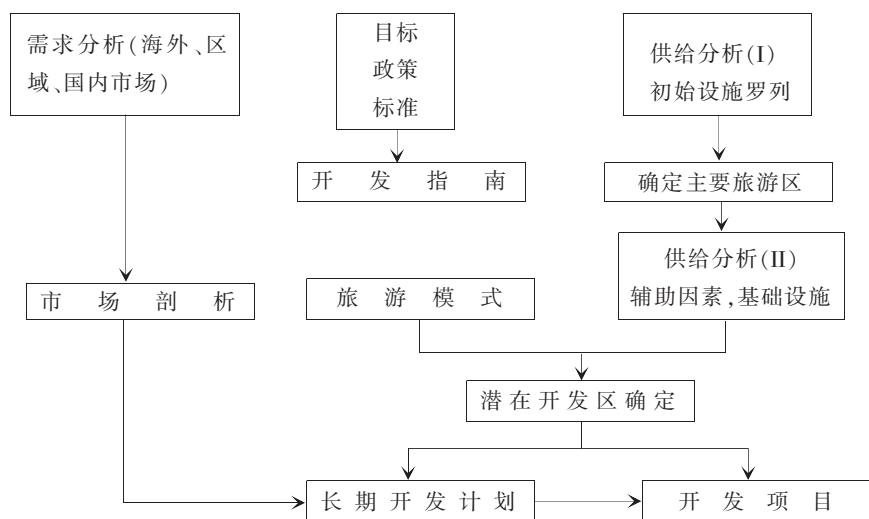 需求分析(海外、区
域、国内市场)
目标
政策
标准
供给分析(I)
初始设施罗列
开发指南
确定主要旅游区
供给分析(II)
辅助因素,基础设施
市场剖析
旅游模式
潜在开发区确定
长期开发计划
开发项目